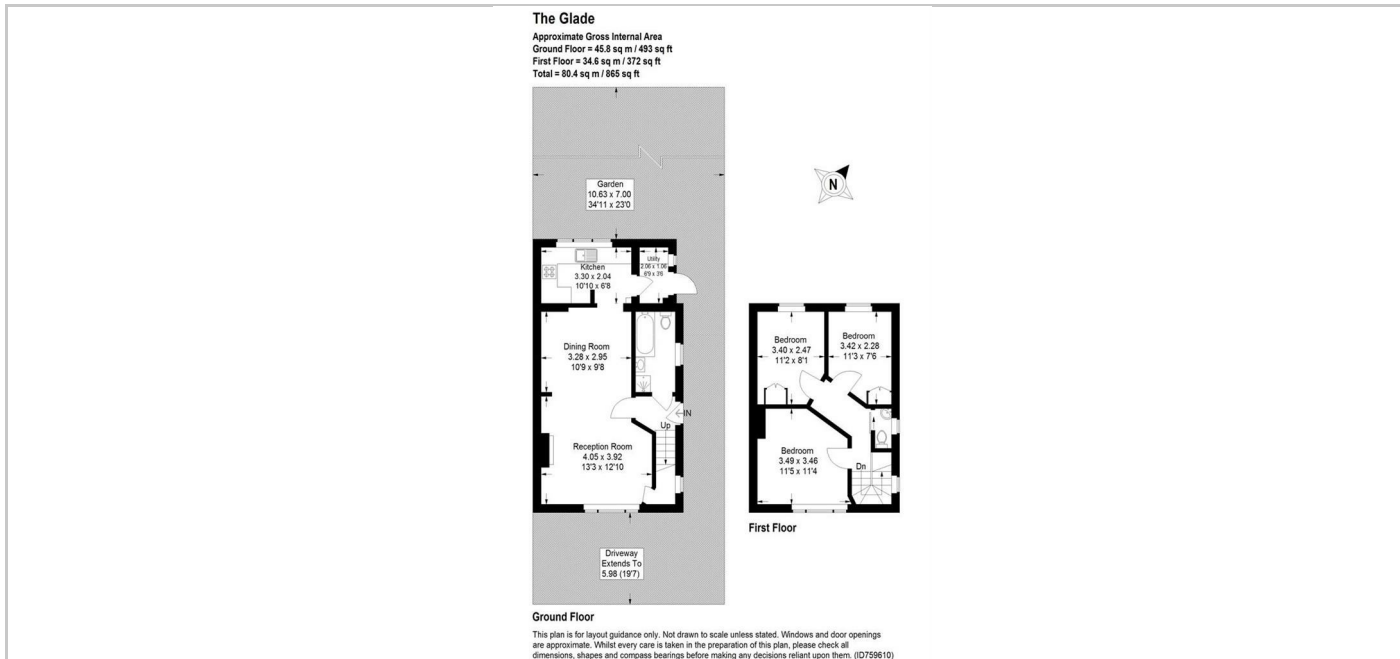 The Glade
Approximate Gross Internal Area
Ground Floor = 45.8 sq m / 493 sq ft
First Floor = 34.6 sq m / 372 sq ft
Total = 80.4 sq m / 865 sq ft
Garden
10.63 x 7.00
34'11 x 23'0
N
Kitchen
3.30 x 2.04
10'10 x 6'8
Utility
2.06 x 1.06
6'9 x 3'6
Dining Room
3.28 x 2.95
10'9 x 9'8
IN
Up
Reception Room
4.05 x 3.92
13'3 x 12'10
Driveway
Extends To
5.98 (19'7)
Ground Floor
Bedroom
3.40 x 2.47
11'2 x 8'1
Bedroom
3.42 x 2.28
11'3 x 7'6
Bedroom
3.49 x 3.46
11'5 x 11'4
Dn
First Floor
This plan is for layout guidance only. Not drawn to scale unless stated. Windows and door openings
are approximate. Whilst every care is taken in the preparation of this plan, please check all
dimensions, shapes and compass bearings before making any decisions reliant upon them. (ID759610)